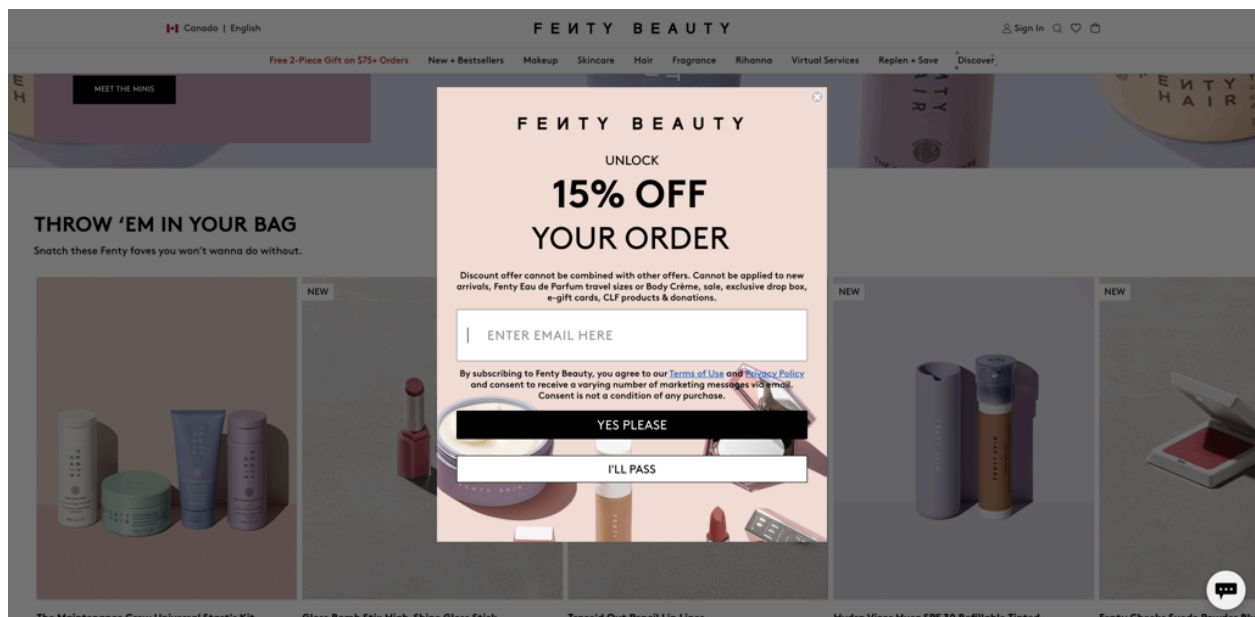 Canada | English
FENTY BEAUTY
Sign In
Free 2-Piece Gift on $75+ Orders
New + Bestsellers
Makeup
Skincare
Hair
Fragrance
Rihanna
Virtual Services
Replen + Save
Discover
MEET THE MINIS
FENTY BEAUTY
UNLOCK
15% OFF
YOUR ORDER
Discount offer cannot be combined with other offers. Cannot be applied to new
arrivals, Fenty Eau de Parfum travel sizes or Body Crème, sale, exclusive drop box,
e-gift cards, CLF products & donations.
ENTER EMAIL HERE
By subscribing to Fenty Beauty, you agree to our Terms of Use and Privacy Policy
and consent to receive a varying number of marketing messages via email.
Consent is not a condition of any purchase.
YES PLEASE
I'LL PASS
THROW ‘EM IN YOUR BAG
Snatch these Fenty faves you won’t wanna do without.
NEW
NEW
NEW
FENTY
HAIR
FENTY SKIN